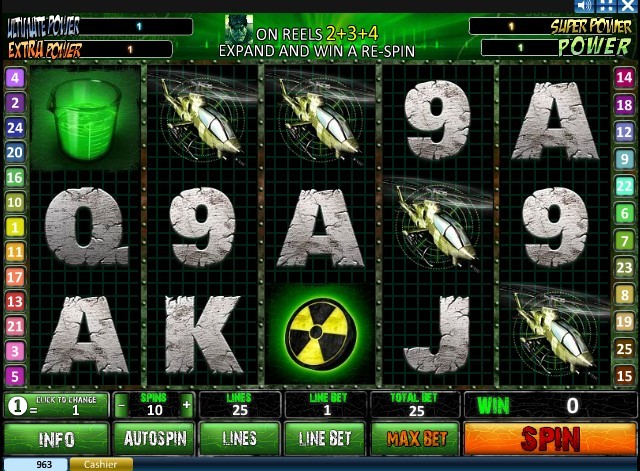 ULTIMATE POWER 1
ON REELS 2+3+4
1 SUPER POWER
EXTRA POWER 1
EXPAND AND WIN A RE-SPIN
1 POWER
4 14
9 A
2 18
24 12
20 9
16 22
10 6
Q 9 A 9
1 7
11 23
17 8
13 19
A K J
21 25
3 15
5
1 CLICK TO CHANGE = 1
SPINS - 10 +
LINES 25
LINE BET 1
TOTAL BET 25
WIN 0
INFO
AUTOSPIN
LINES
LINE BET
MAX BET
SPIN
963 Cashier